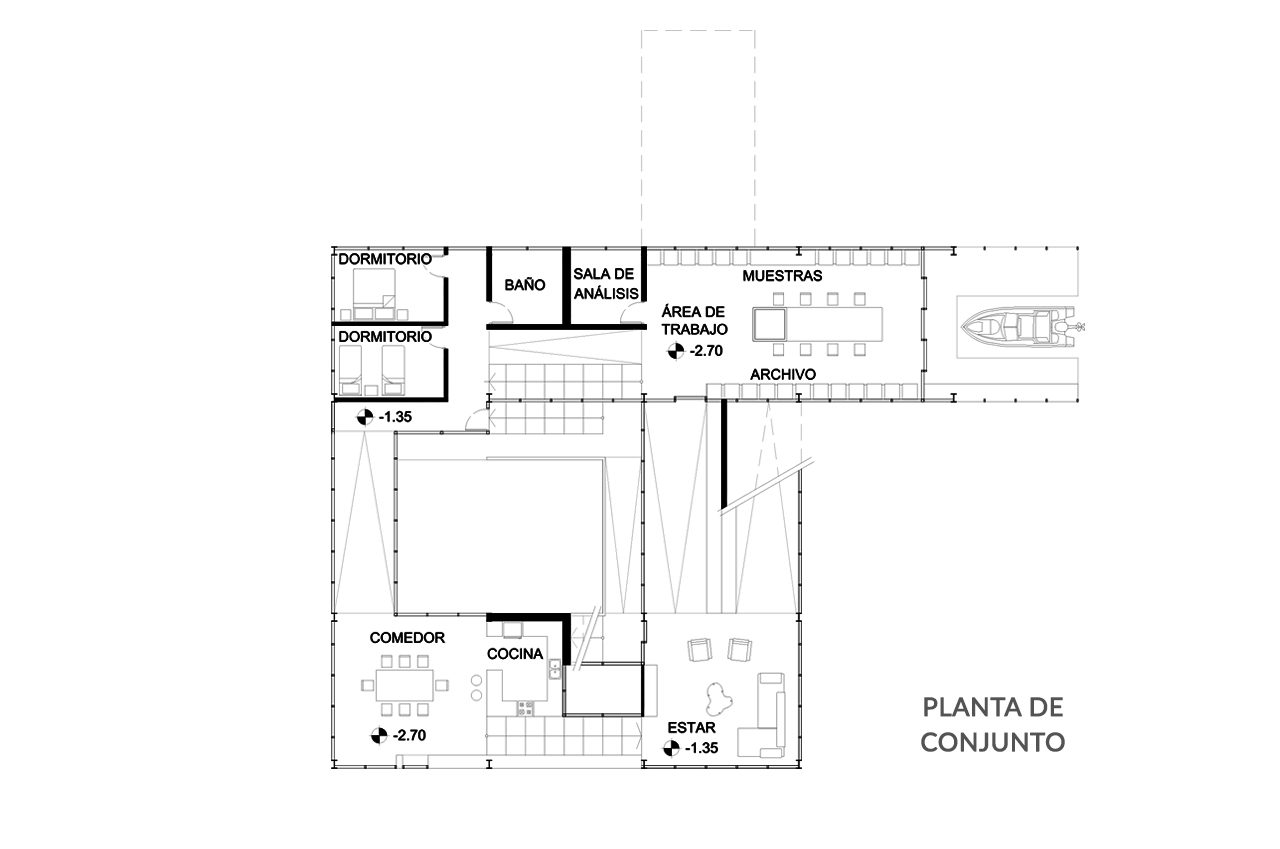 DORMITORIO
BAÑO
SALA DE
ANÁLISIS
MUESTRAS
ÁREA DE
TRABAJO
-2.70
DORMITORIO
ARCHIVO
-1.35
COMEDOR
COCINA
-2.70
ESTAR
-1.35
PLANTA DE
CONJUNTO